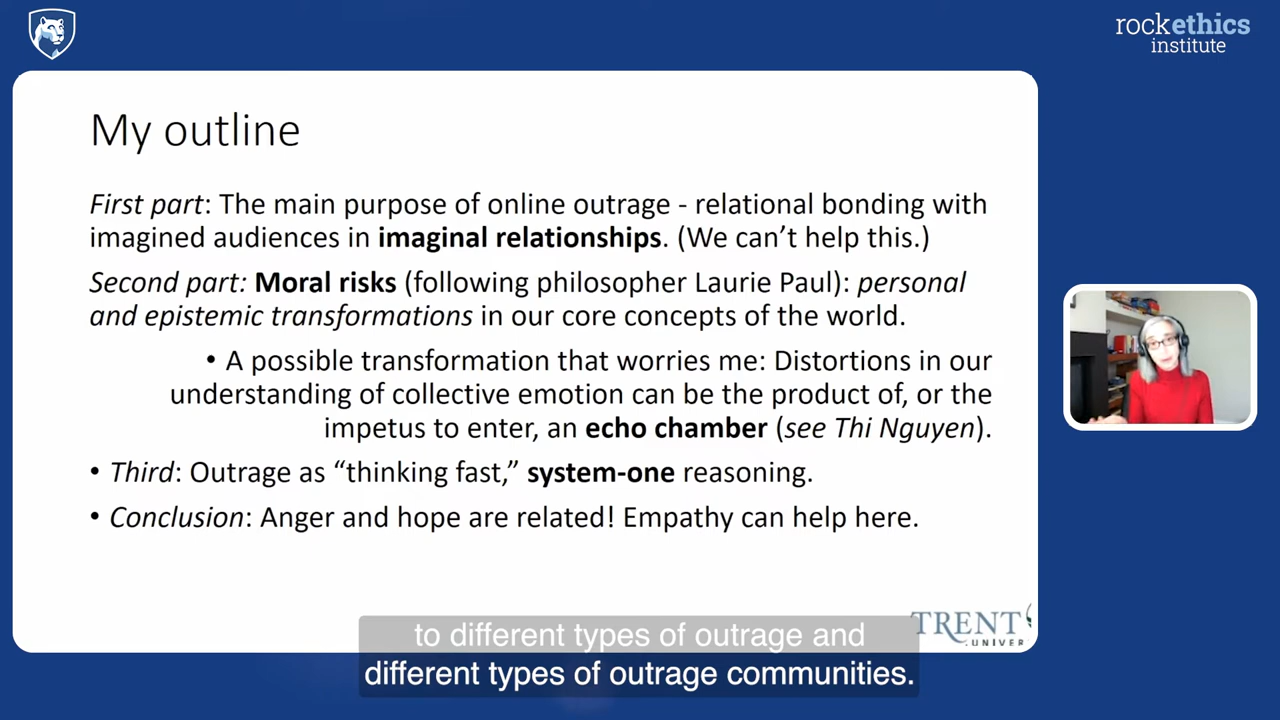 rockethics
institute
My outline
First part: The main purpose of online outrage - relational bonding with
imagined audiences in imaginal relationships. (We can't help this.)
Second part: Moral risks (following philosopher Laurie Paul): personal
and epistemic transformations in our core concepts of the world.
• A possible transformation that worries me: Distortions in our
understanding of collective emotion can be the product of, or the
impetus to enter, an echo chamber (see Thi Nguyen).
• Third: Outrage as “thinking fast,” system-one reasoning.
• Conclusion: Anger and hope are related! Empathy can help here.
TRENT
UNIVER
to different types of outrage and
different types of outrage communities.